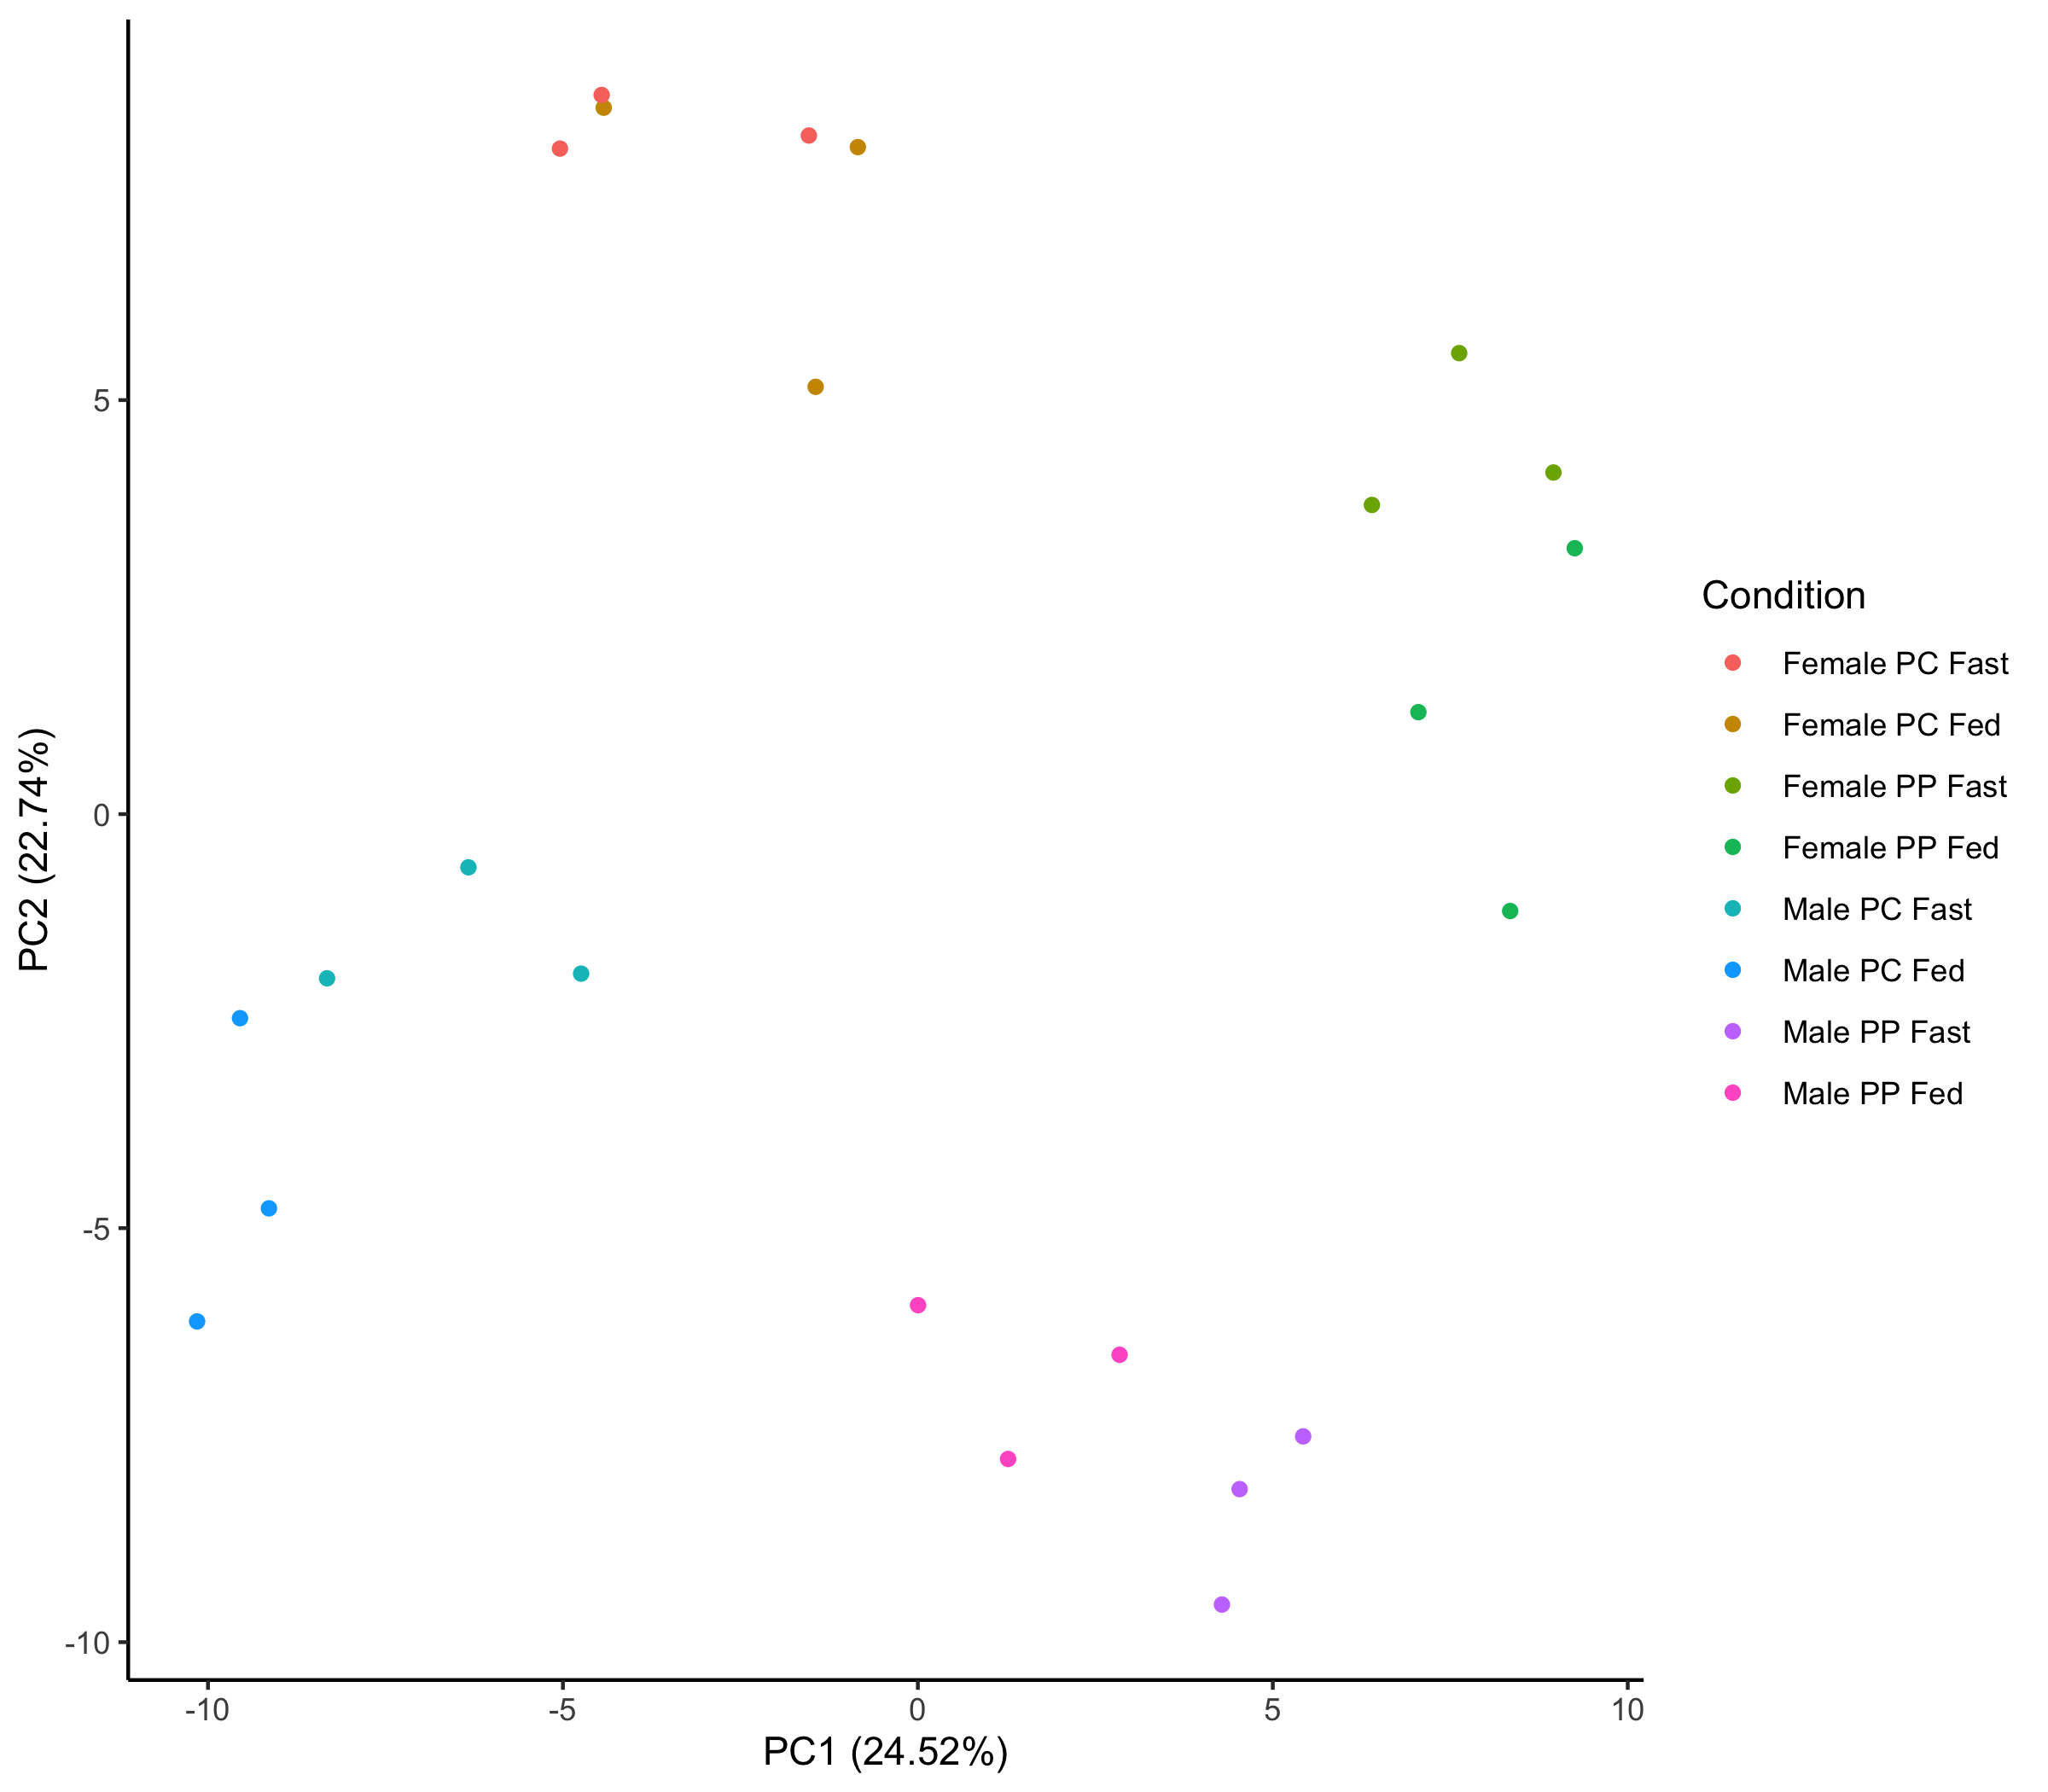 5
0
-5
-10
PC2 (22.74%)
-10
-5
0
5
10
PC1 (24.52%)
Condition
Female PC Fast
Female PC Fed
Female PP Fast
Female PP Fed
Male PC Fast
Male PC Fed
Male PP Fast
Male PP Fed